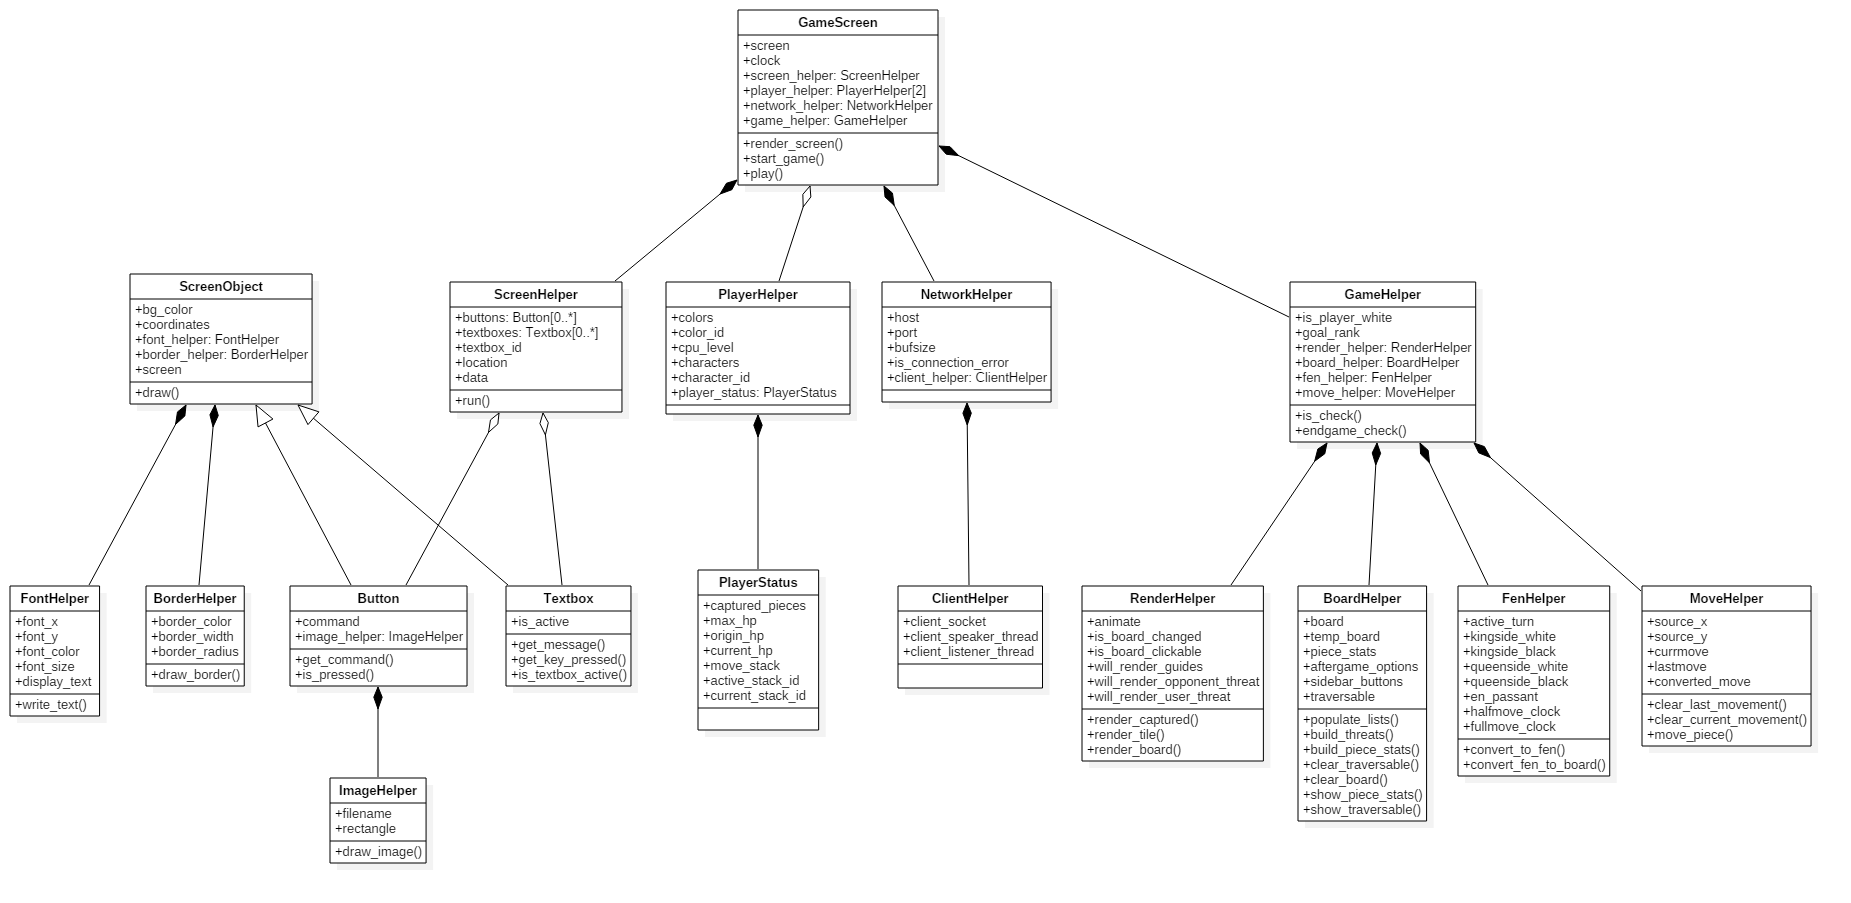 GameScreen
+screen
+clock
+screen_helper: ScreenHelper
+player_helper: PlayerHelper[2]
+network_helper: NetworkHelper
+game_helper: GameHelper
+render_screen()
+start_game()
+play()
ScreenObject
+bg_color
+coordinates
+font_helper: FontHelper
+border_helper: BorderHelper
+screen
+draw()
ScreenHelper
+buttons: Button[0..*]
+textboxes: Textbox[0..*]
+textbox_id
+location
+data
+run()
PlayerHelper
+colors
+color_id
+cpu_level
+characters
+character_id
+player_status: PlayerStatus
NetworkHelper
+host
+port
+bufsize
+is_connection_error
+client_helper: ClientHelper
GameHelper
+is_player_white
+goal_rank
+render_helper: RenderHelper
+board_helper: BoardHelper
+fen_helper: FenHelper
+move_helper: MoveHelper
+is_check()
+endgame_check()
FontHelper
+font_x
+font_y
+font_color
+font_size
+display_text
+write_text()
BorderHelper
+border_color
+border_width
+border_radius
+draw_border()
Button
+command
+image_helper: ImageHelper
+get_command()
+is_pressed()
Textbox
+is_active
+get_message()
+get_key_pressed()
+is_textbox_active()
PlayerStatus
+captured_pieces
+max_hp
+origin_hp
+current_hp
+move_stack
+active_stack_id
+current_stack_id
ClientHelper
+client_socket
+client_speaker_thread
+client_listener_thread
RenderHelper
+animate
+is_board_changed
+is_board_clickable
+will_render_guides
+will_render_opponent_threat
+will_render_user_threat
+render_captured()
+render_tile()
+render_board()
BoardHelper
+board
+temp_board
+piece_stats
+aftergame_options
+sidebar_buttons
+traversable
+populate_lists()
+build_threats()
+build_piece_stats()
+clear_traversable()
+clear_board()
+show_piece_stats()
+show_traversable()
FenHelper
+active_turn
+kingside_white
+kingside_black
+queenside_white
+queenside_black
+en_passant
+halfmove_clock
+fullmove_clock
+convert_to_fen()
+convert_fen_to_board()
MoveHelper
+source_x
+source_y
+currmove
+lastmove
+converted_move
+clear_last_movement()
+clear_current_movement()
+move_piece()
ImageHelper
+filename
+rectangle
+draw_image()